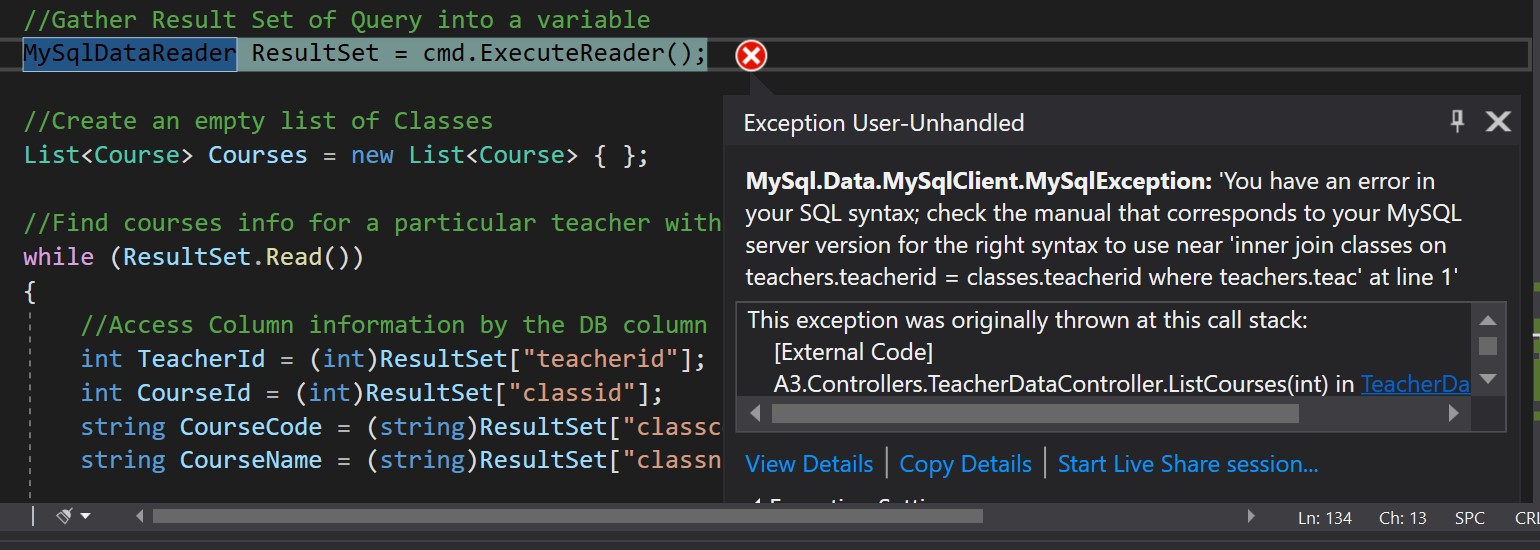 //Gather Result Set of Query into a variable
MySqlDataReader ResultSet = cmd.ExecuteReader();
//Create an empty list of Classes
List<Course> Courses = new List<Course> { };
//Find courses info for a particular teacher with
while (ResultSet.Read())
{
//Access Column information by the DB column
int TeacherId = (int)ResultSet["teacherid"];
int CourseId = (int)ResultSet["classid"];
string CourseCode = (string)ResultSet["classc
string CourseName = (string)ResultSet["classn
Exception User-Unhandled
MySql.Data.MySqlClient.MySqlException: 'You have an error in
your SQL syntax; check the manual that corresponds to your MySQL
server version for the right syntax to use near 'inner join classes on
teachers.teacherid = classes.teacherid where teachers.teac' at line 1'
This exception was originally thrown at this call stack:
[External Code]
A3.Controllers.TeacherDataController.ListCourses(int) in TeacherDa
View Details | Copy Details | Start Live Share session...
Ln: 134 Ch: 13 SPC CRL